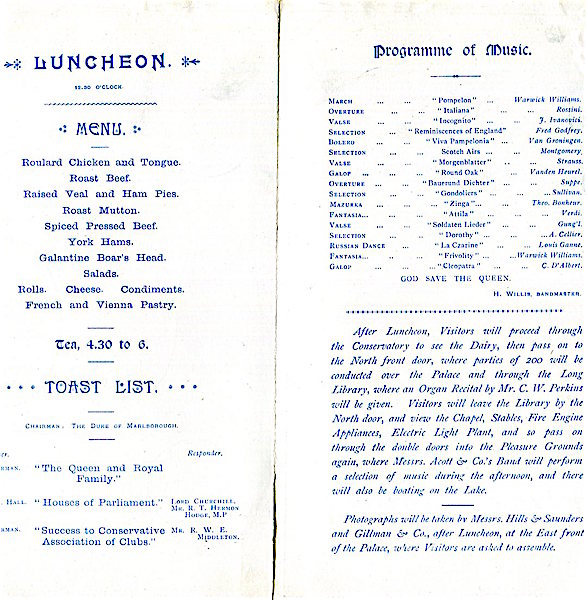 LUNCHEON.
12.30 O'CLOCK
MENU.
Roulard Chicken and Tongue.
Roast Beef.
Raised Veal and Ham Pies.
Roast Mutton.
Spiced Pressed Beef.
York Hams.
Galantine Boar's Head.
Salads.
Rolls. Cheese. Condiments.
French and Vienna Pastry.
Tea, 4.30 to 6.
TOAST LIST.
CHAIRMAN: THE DUKE OF MARLBOROUGH.
er. Responder.
RMAN. "The Queen and Royal
Family."
HALL. "Houses of Parliament." LORD CHURCHILL,
MR. R. T. HERMON
HODGE, M.P
RMAN. "Success to Conservative MR. R. W. E.
Association of Clubs." MIDDLETON.
Programme of Music.
MARCH ... ... "Pompelon" ... Warwick Williams.
OVERTURE ... ... "Italiana" ... Rossini.
VALSE ... ... "Incognito" ... J. Ivanovici.
SELECTION ... "Reminiscences of England" Fred Godfrey.
BOLERO ... "Viva Pampelonia" ... Van Groningen.
SELECTION ... Scotch Airs ... Montgomery
VALSE ... ... "Morgenblatter" .. Strauss.
GALOP ... ... "Round Oak" ... Vanden Heurel.
OVERTURE ... ... "Baursund Dichter" ... Suppe.
SELECTION ... "Gondoliers" ... ...Sullivan.
MAZURKA ... "Zinga"... ... Theo. Bonheur.
FANTASIA... ... "Attila" ... Verdi.
VALSE ... "Soldaten Lieder" ... Gung'l.
SELECTION ... "Dorothy" ... ...A. Cellier.
RUSSIAN DANCE ... "La Czarine" ... Louis Ganne.
FANTASIA... ... "Frivolity" ...Warwick Williams.
GALOP ... ..."Cleopatra" ... C. D'Albert.
GOD SAVE THE QUEEN.
H. WILLIS, BANDMASTER.
After Luncheon, Visitors will proceed through
the Conservatory to see the Dairy, then pass on to
the North front door, where parties of 200 will be
conducted over the Palace and through the Long
Library, where an Organ Recital by Mr. C. W. Perkins
will be given. Visitors will leave the Library by the
North door, and view the Chapel, Stables, Fire Engine
Appliances, Electric Light Plant, and so pass on
through the double doors into the Pleasure Grounds
again, where Messrs. Acott & Co.'s Band will perform
a selection of music during the afternoon, and there
will also be boating on the Lake.
Photographs will be taken by Messrs. Hills & Saunders
and Gillman & Co., after Luncheon, at the East front
of the Palace, where Visitors are asked to assemble.